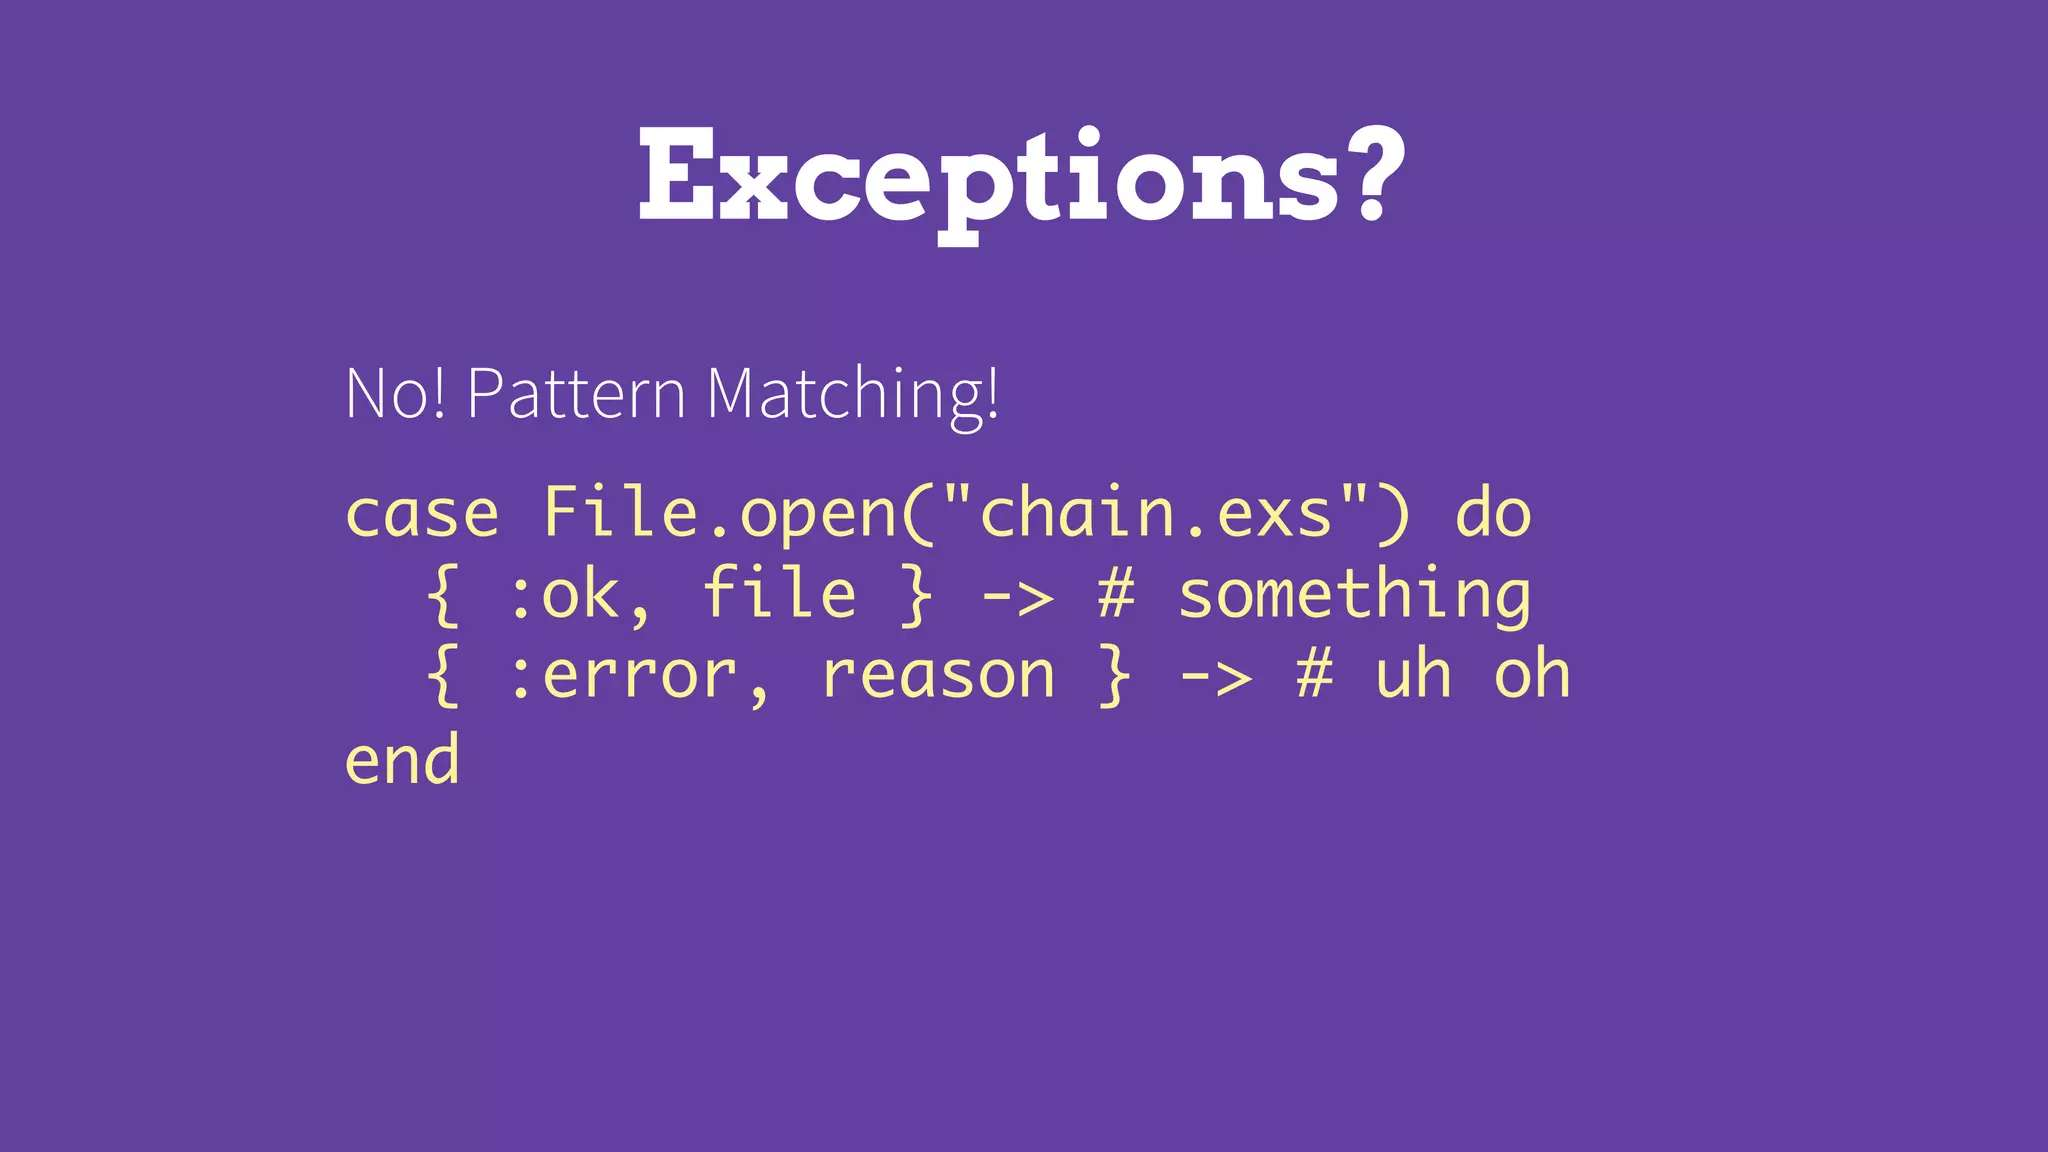 Exceptions?
No! Pattern Matching!
case File.open("chain.exs") do
  { :ok, file } -> # something
  { :error, reason } -> # uh oh
end